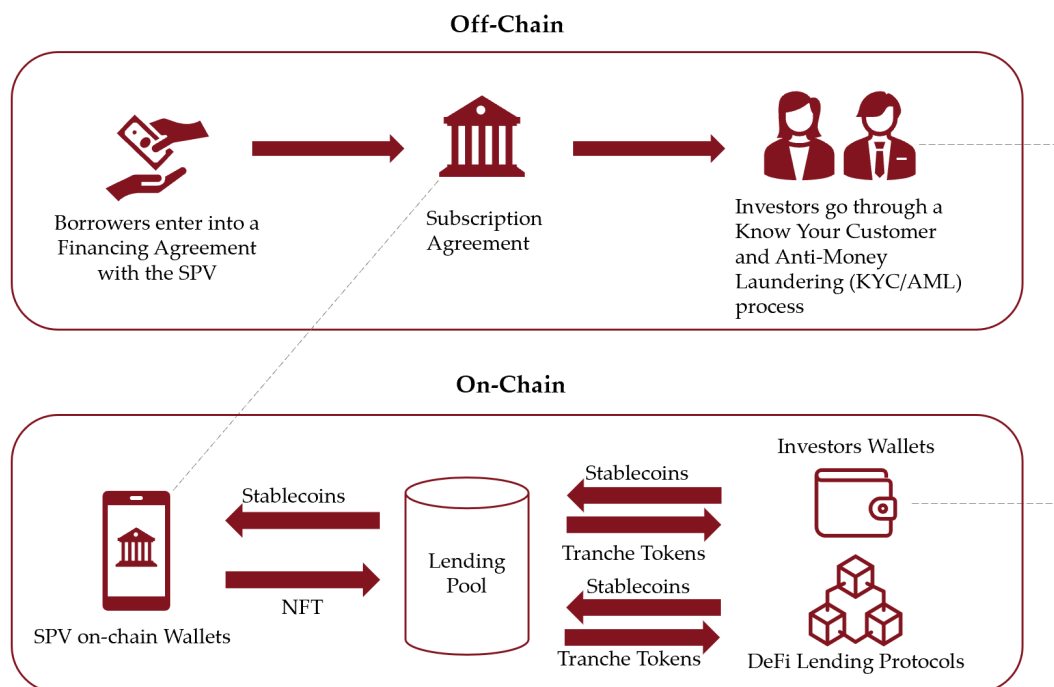 Off-Chain
Borrowers enter into a
Financing Agreement
with the SPV
Subscription
Agreement
Investors go through a
Know Your Customer
and Anti-Money
Laundering (KYC/AML)
process
On-Chain
SPV on-chain Wallets
Stablecoins
NFT
Lending
Pool
Stablecoins
Tranche Tokens
Stablecoins
Tranche Tokens
Investors Wallets
DeFi Lending Protocols